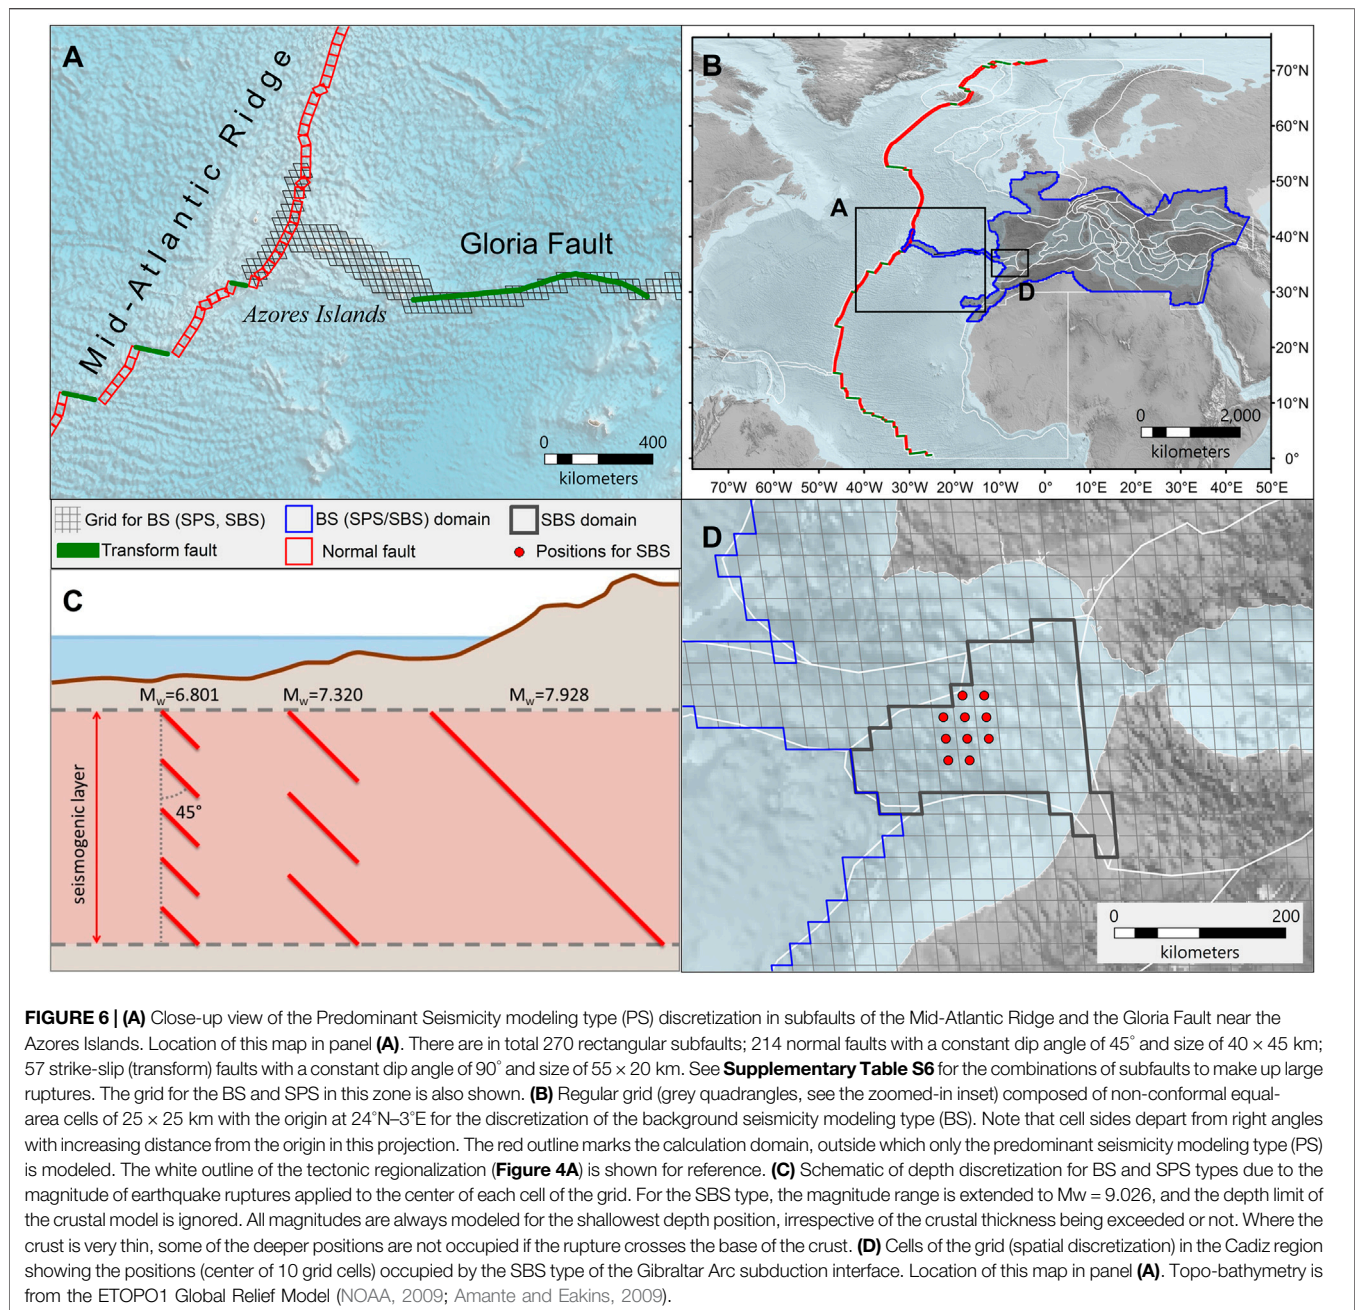 A
Mid-Atlantic Ridge
Gloria Fault
Azores Islands
0 400
kilometers
B
70°N
60°N
50°N
40°N
30°N
20°N
10°N
0°
A
D
0 2,000
kilometers
70°W 60°W 50°W 40°W 30°W 20°W 10°W 0° 10°E 20°E 30°E 40°E 50°E
Grid for BS (SPS, SBS) BS (SPS/SBS) domain SBS domain
Transform fault Normal fault Positions for SBS
C
Mw=6.801 Mw=7.320 Mw=7.928
seismogenic layer
45°
D
0 200
kilometers
FIGURE 6 | (A) Close-up view of the Predominant Seismicity modeling type (PS) discretization in subfaults of the Mid-Atlantic Ridge and the Gloria Fault near the
Azores Islands. Location of this map in panel (A). There are in total 270 rectangular subfaults; 214 normal faults with a constant dip angle of 45° and size of 40 × 45 km;
57 strike-slip (transform) faults with a constant dip angle of 90° and size of 55 × 20 km. See Supplementary Table S6 for the combinations of subfaults to make up large
ruptures. The grid for the BS and SPS in this zone is also shown. (B) Regular grid (grey quadrangles, see the zoomed-in inset) composed of non-conformal equal-
area cells of 25 × 25 km with the origin at 24°N–3°E for the discretization of the background seismicity modeling type (BS). Note that cell sides depart from right angles
with increasing distance from the origin in this projection. The red outline marks the calculation domain, outside which only the predominant seismicity modeling type (PS)
is modeled. The white outline of the tectonic regionalization (Figure 4A) is shown for reference. (C) Schematic of depth discretization for BS and SPS types due to the
magnitude of earthquake ruptures applied to the center of each cell of the grid. For the SBS type, the magnitude range is extended to Mw = 9.026, and the depth limit of
the crustal model is ignored. All magnitudes are always modeled for the shallowest depth position, irrespective of the crustal thickness being exceeded or not. Where the
crust is very thin, some of the deeper positions are not occupied if the rupture crosses the base of the crust. (D) Cells of the grid (spatial discretization) in the Cadiz region
showing the positions (center of 10 grid cells) occupied by the SBS type of the Gibraltar Arc subduction interface. Location of this map in panel (A). Topo-bathymetry is
from the ETOPO1 Global Relief Model (NOAA, 2009; Amante and Eakins, 2009).